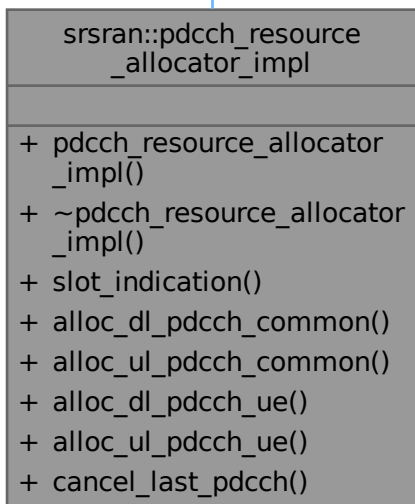 srsran::pdcch_resource
_allocator_impl
+ pdcch_resource_allocator
_impl()
+ ~pdcch_resource_allocator
_impl()
+ slot_indication()
+ alloc_dl_pdcch_common()
+ alloc_ul_pdcch_common()
+ alloc_dl_pdcch_ue()
+ alloc_ul_pdcch_ue()
+ cancel_last_pdcch()